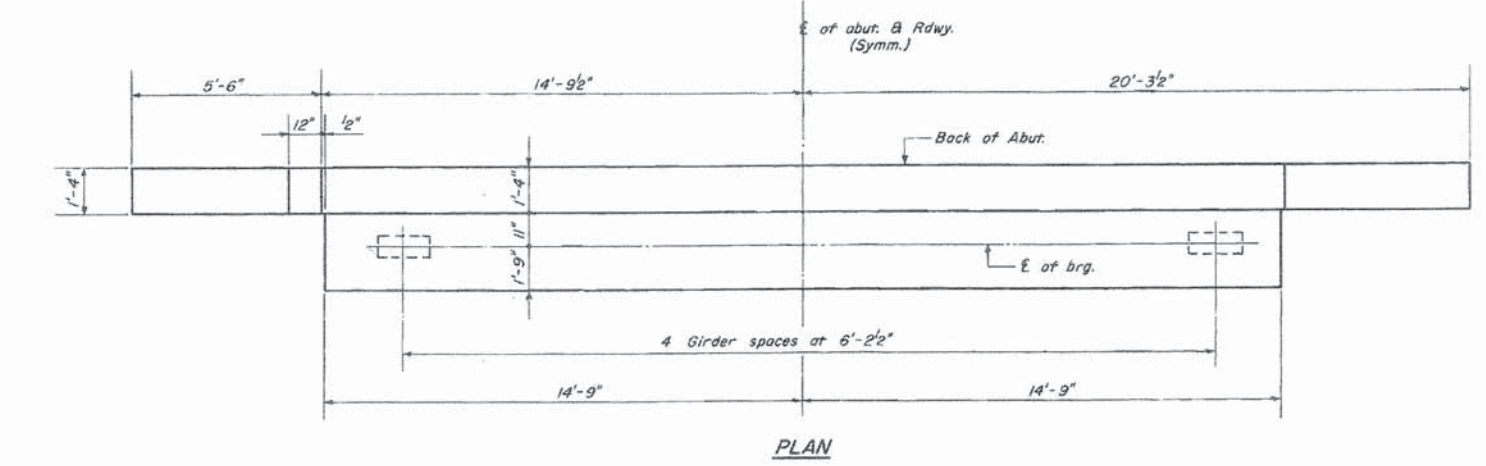 ℄ of abut. & Rdwy.
(Symm.)
5'-6"
14'-9½"
20'-3½"
12"
½"
Back of Abut.
1'-4"
1'-4"
11"
1'-9"
℄ of brg.
4 Girder spaces at 6'-2½"
14'-9"
14'-9"
PLAN